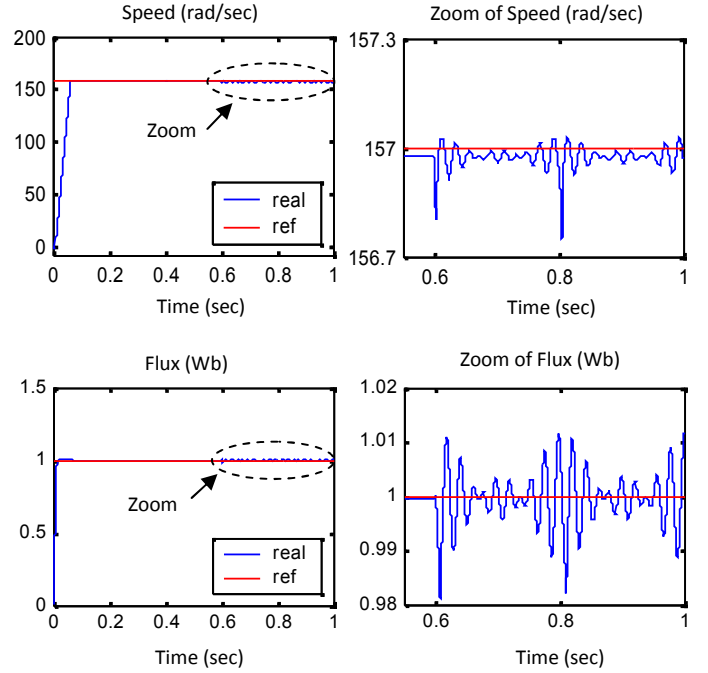 Speed (rad/sec)
200
150
100
50
0
Zoom
real
ref
0 0.2 0.4 0.6 0.8 1
Time (sec)
Zoom of Speed (rad/sec)
157.3
157
156.7
0.6 0.8 1
Time (sec)
Flux (Wb)
1.5
1
0.5
0
Zoom
real
ref
0 0.2 0.4 0.6 0.8 1
Time (sec)
Zoom of Flux (Wb)
1.02
1.01
1
0.99
0.98
0.6 0.8 1
Time (sec)